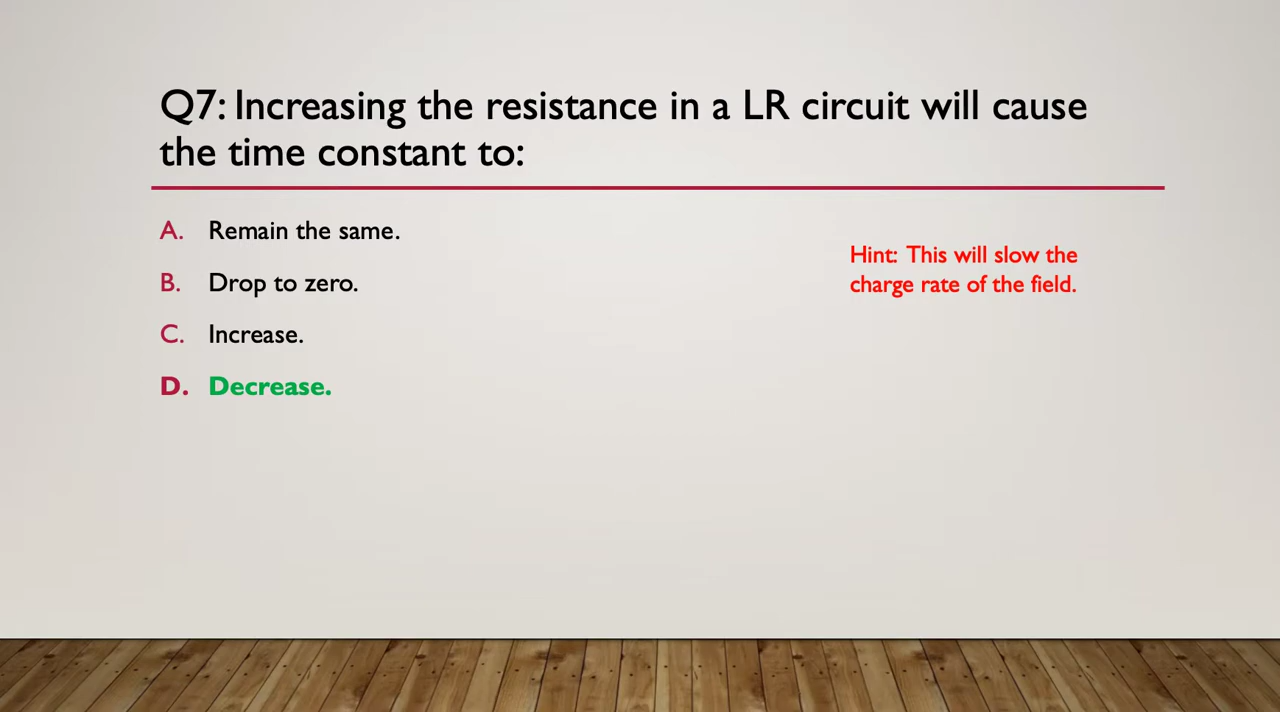 Q7: Increasing the resistance in a LR circuit will cause
the time constant to:
A. Remain the same.
B. Drop to zero.
C. Increase.
D. Decrease.
Hint: This will slow the
charge rate of the field.